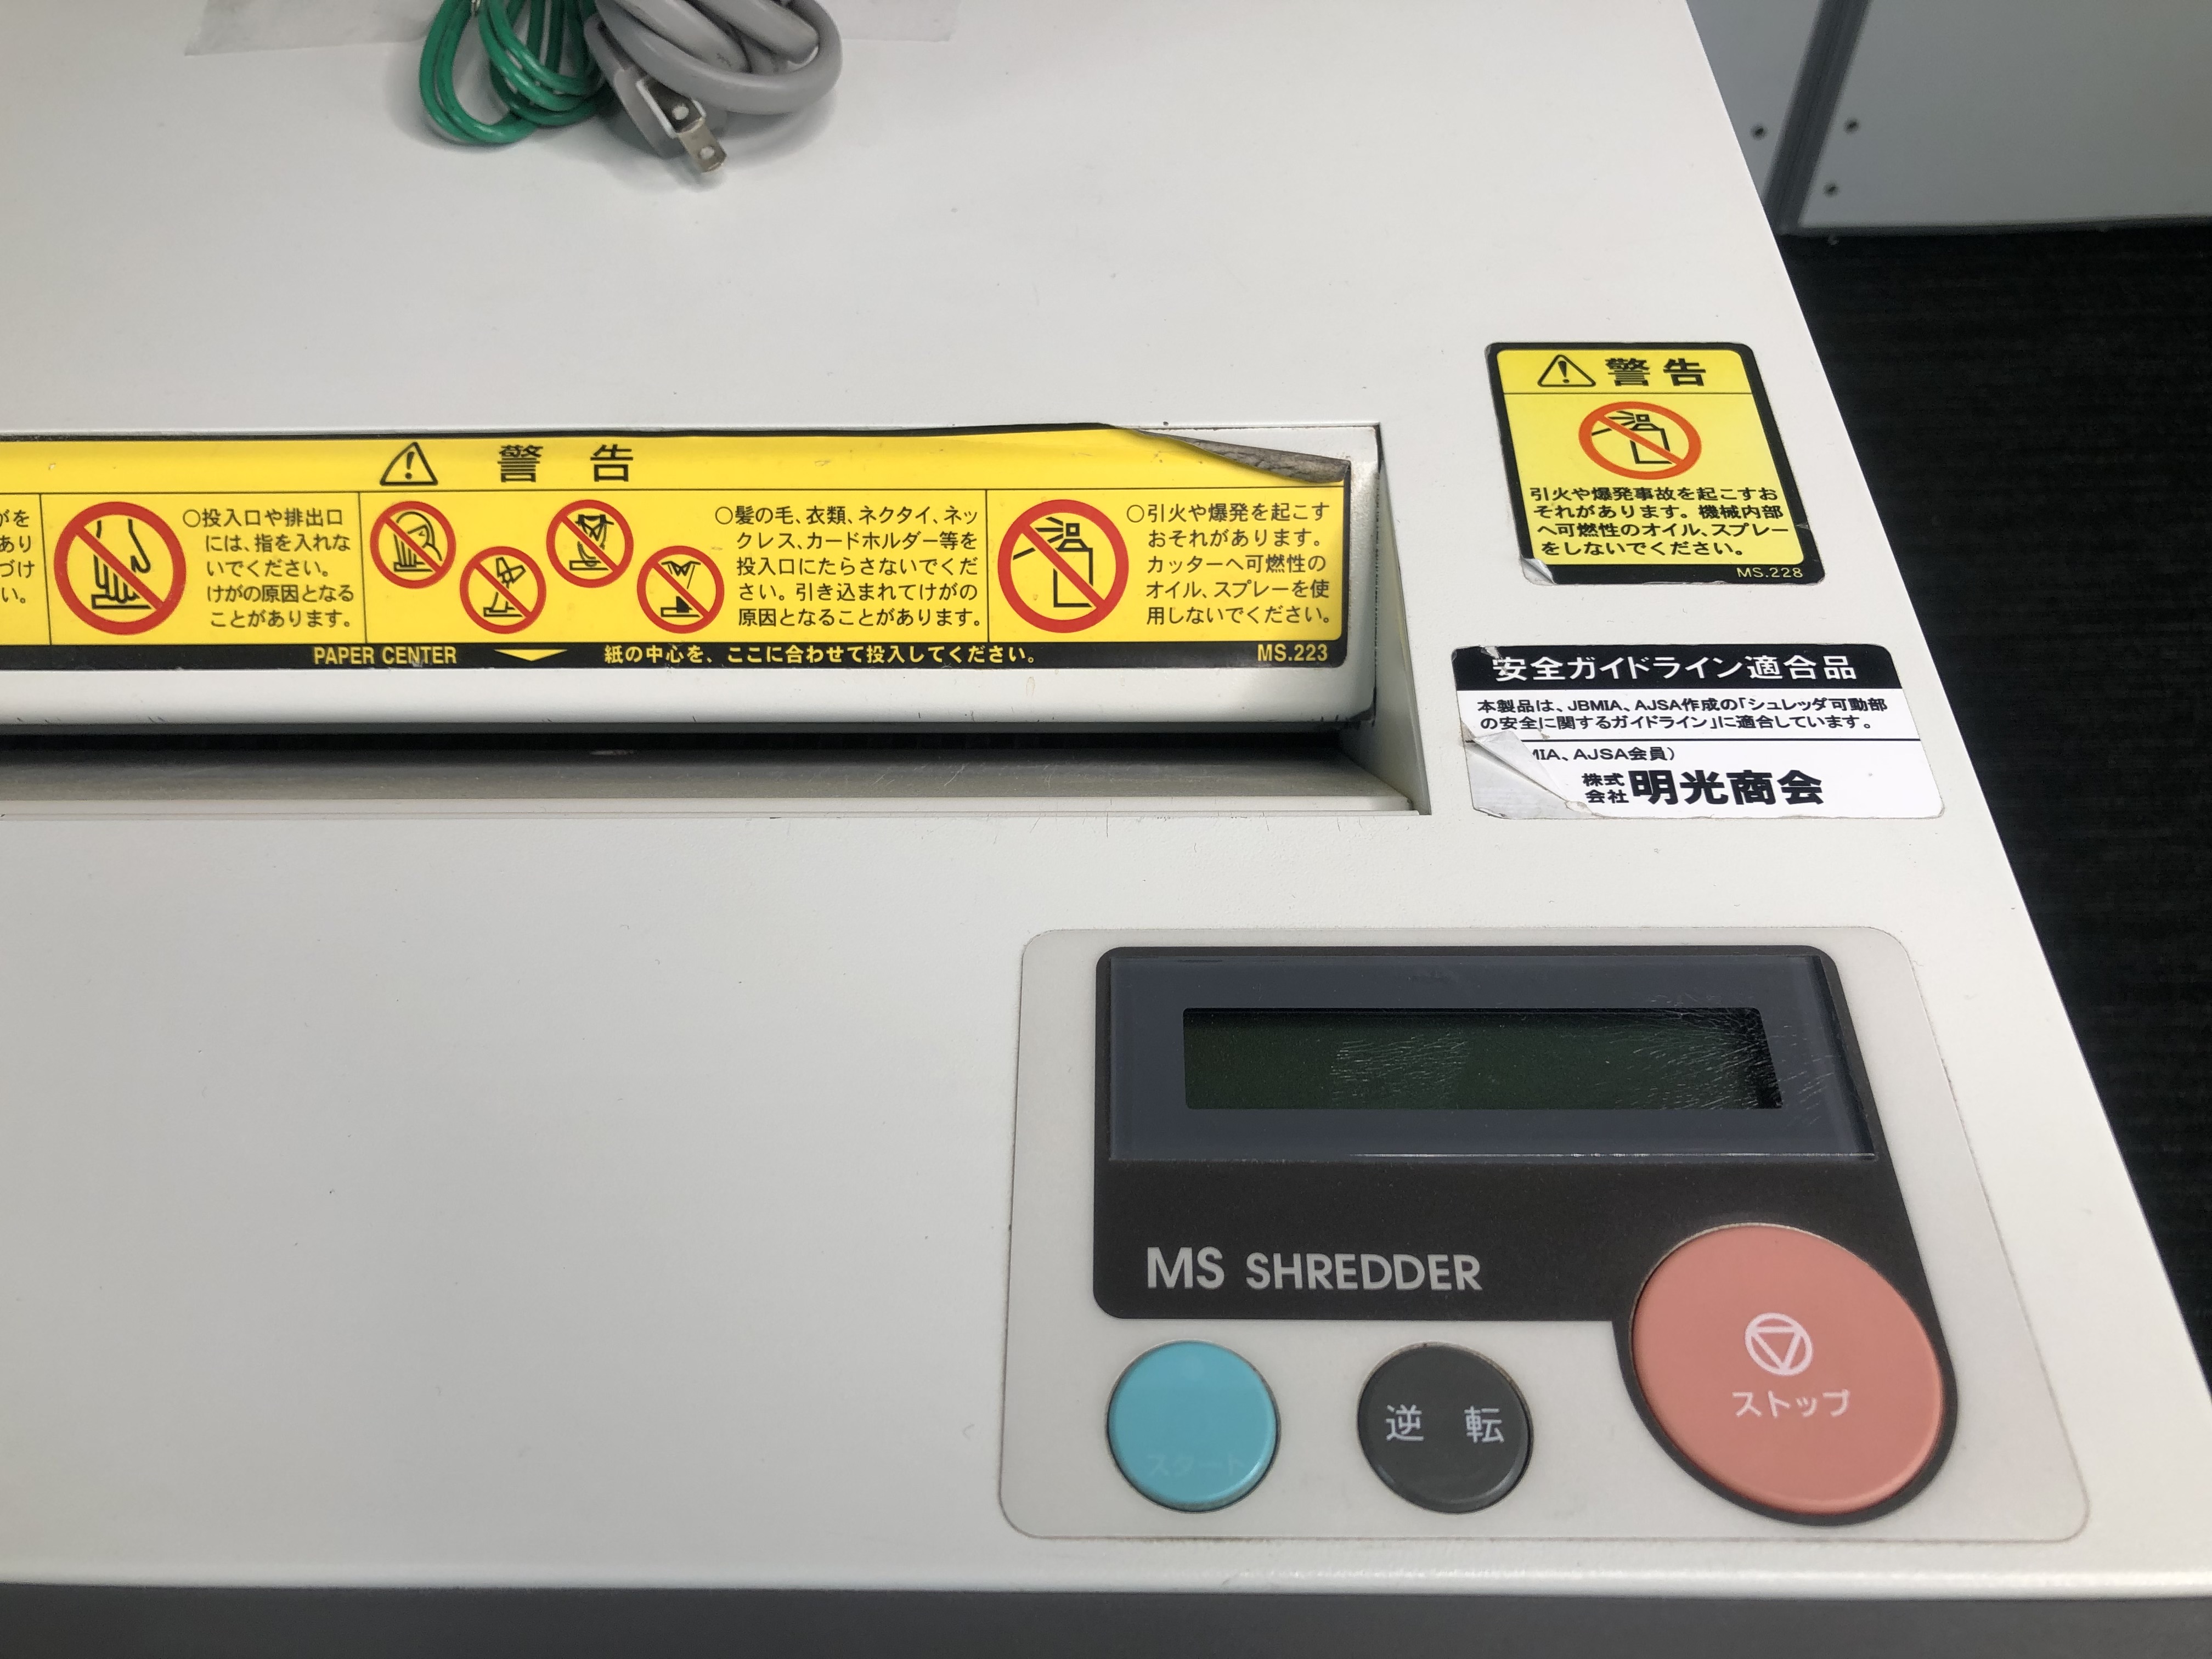 警告
がを
あり
づけ
い。
○投入口や排出口
には、指を入れな
いでください。
けがの原因となる
ことがあります。
○髪の毛、衣類、ネクタイ、ネッ
クレス、カードホルダー等を
投入口にたらさないでくだ
さい。引き込まれてけがの
原因となることがあります。
○引火や爆発を起こす
おそれがあります。
カッターへ可燃性の
オイル、スプレーを使
用しないでください。
PAPER CENTER 紙の中心を、ここに合わせて投入してください。 MS.223
警告
引火や爆発事故を起こすお
それがあります。機械内部
へ可燃性のオイル、スプレー
をしないでください。
MS.228
安全ガイドライン適合品
本製品は、JBMIA、AJSA作成の「シュレッダ可動部
の安全に関するガイドライン」に適合しています。
MIA、AJSA会員）
株式会社 明光商会
MS SHREDDER
スタート
逆転
ストップ